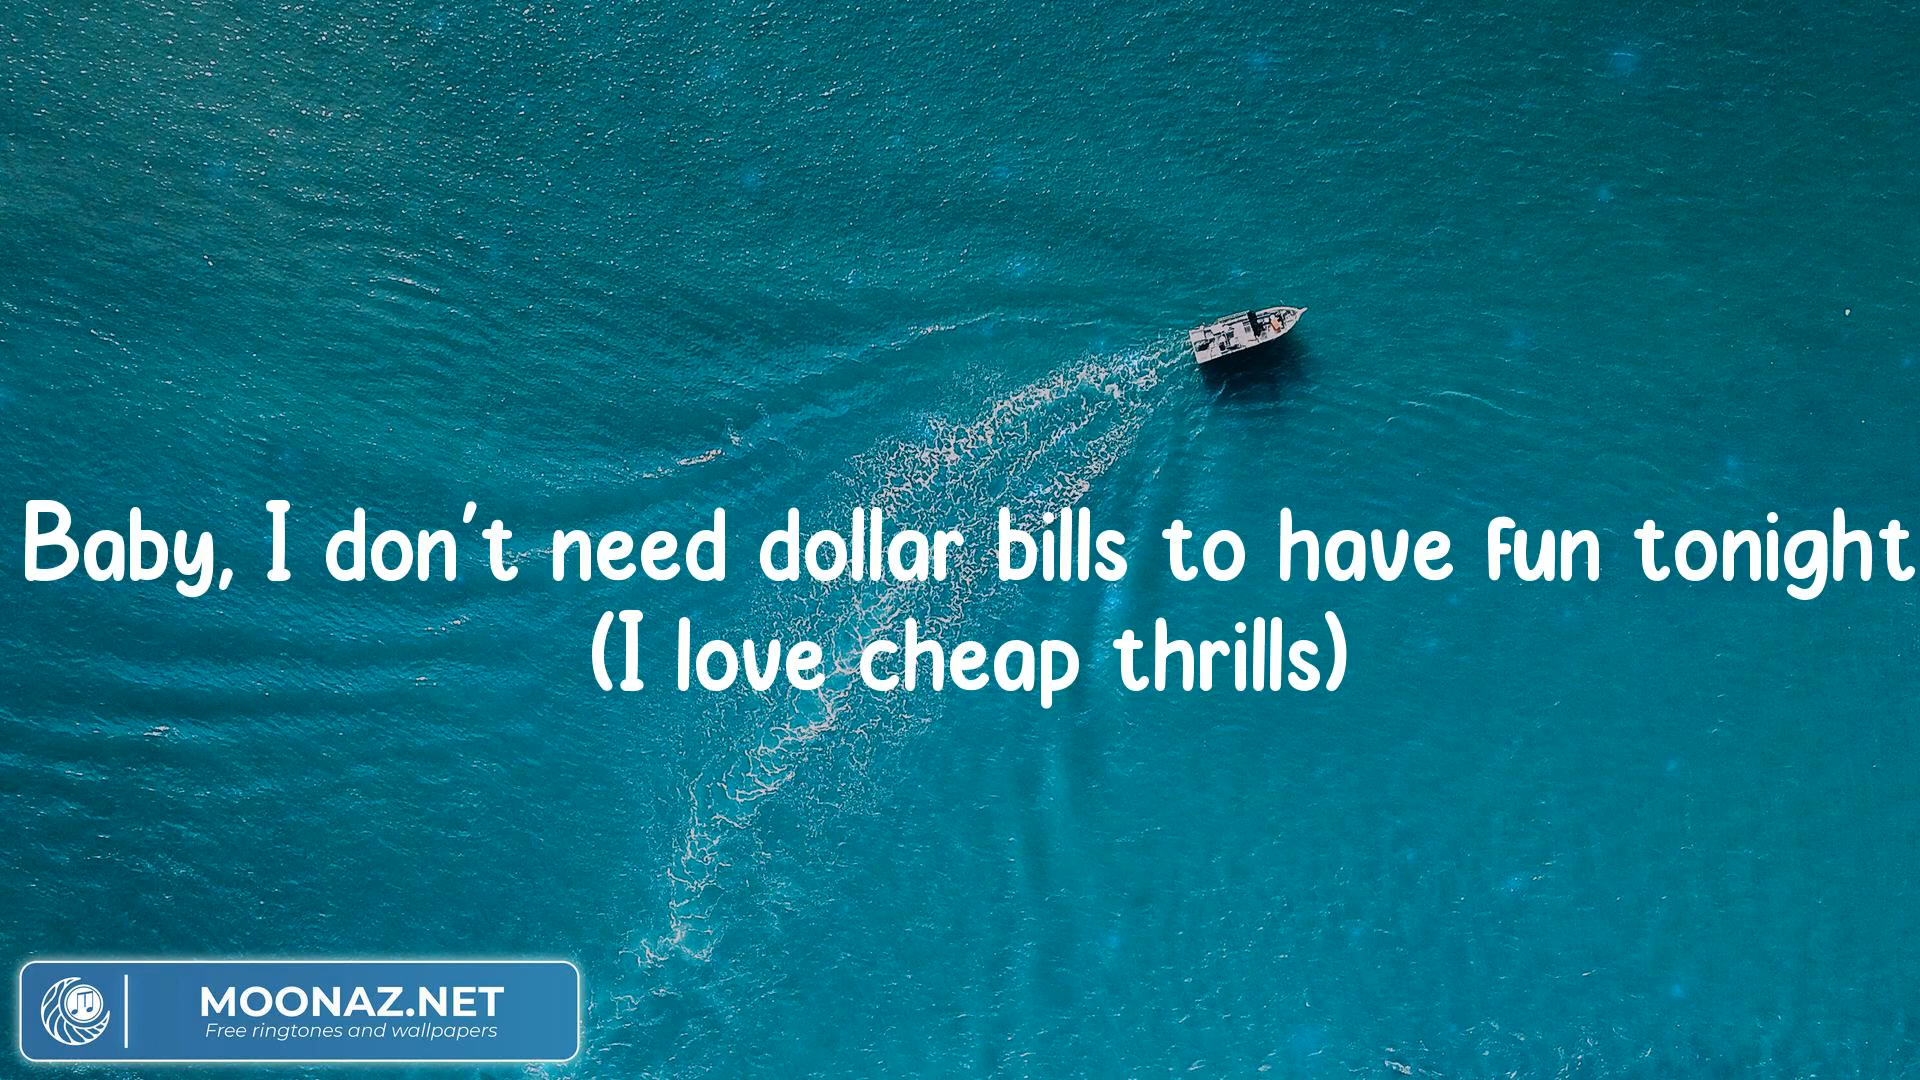 Baby, I don't need dollar bills to have fun tonight
(I love cheap thrills)
MOONAZ.NET
Free ringtones and wallpapers